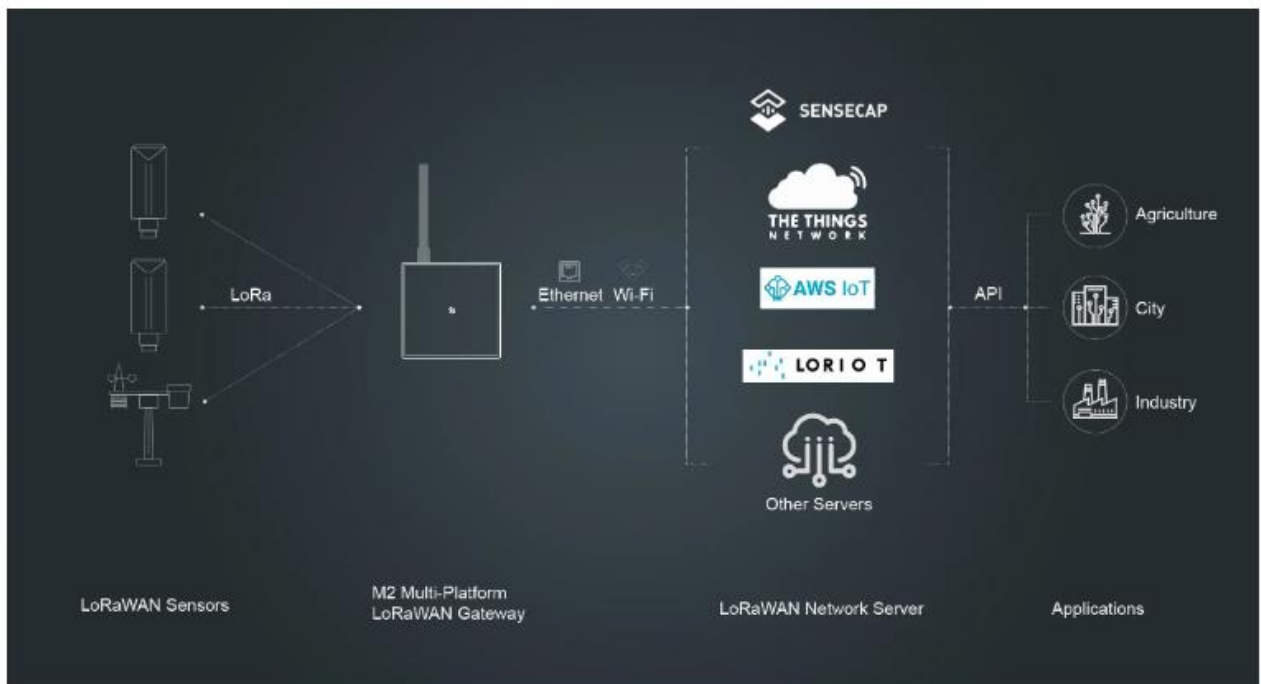 SENSECAP
THE THINGS
NETWORK
AWS IoT
LORIOT
Other Servers
LoRa
Ethernet Wi-Fi
API
Agriculture
City
Industry
LoRaWAN Sensors
M2 Multi-Platform
LoRaWAN Gateway
LoRaWAN Network Server
Applications